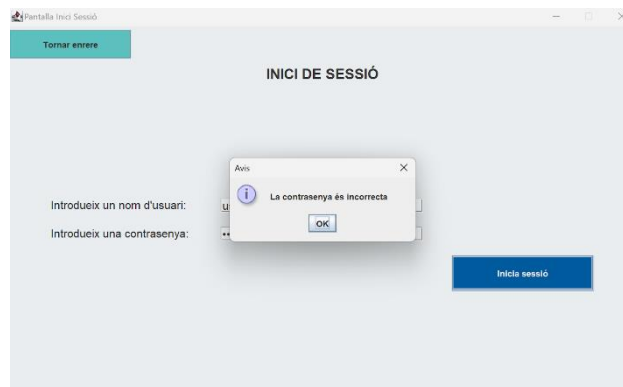 Pantalla Inici Sessió
Tornar enrere
INICI DE SESSIÓ
Avis
La contrasenya és incorrecta
OK
Introdueix un nom d'usuari:
Introdueix una contrasenya:
Inicia sessió